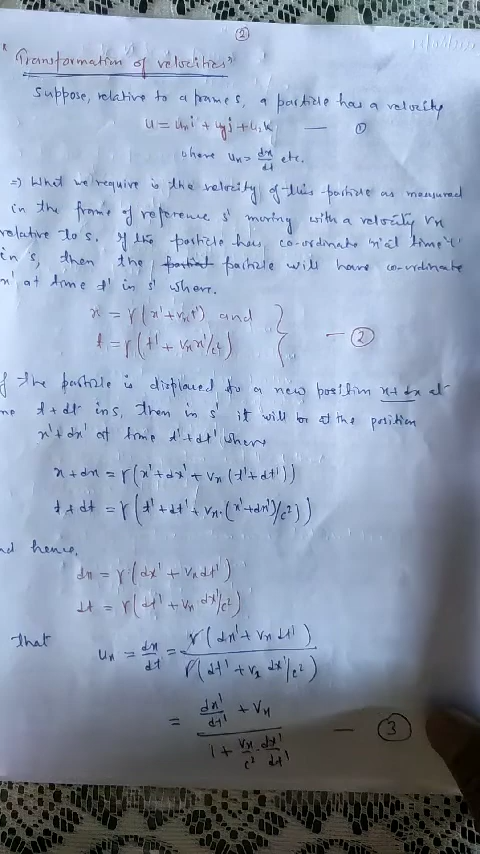 ②
"Transformation of velocities"
Suppose, relative to a frame s, a particle has a velocity
u = uxi + uyj + uzk — ①
where ux = dx/dt etc.
=> What we require is the velocity of this particle as measured
in the frame of reference s' moving with a velocity Vx
relative to s. If the particle has co-ordinate x at time t
in s, then the particle will have co-ordinate
x' at time t' in s' where.
x = γ(x' + vxt') and
t = γ(t' + vxx'/c²) } — ②
If the particle is displaced to a new position x+dx at
t+dt in s, then in s' it will be at the position
x'+dx' at time t'+dt' where
x+dx = γ(x'+dx' + vx(t'+dt'))
t+dt = γ(t'+dt' + vx.(x'+dx')/c²))
nd hence,
dx = γ(dx' + vxdt')
dt = γ(dt' + vx dx'/c²)
that ux = dx/dt = γ(dx' + vx dt') / γ(dt' + vx dx'/c²)
= (dx'/dt' + vx) / (1 + vx/c² . dx'/dt') — ③